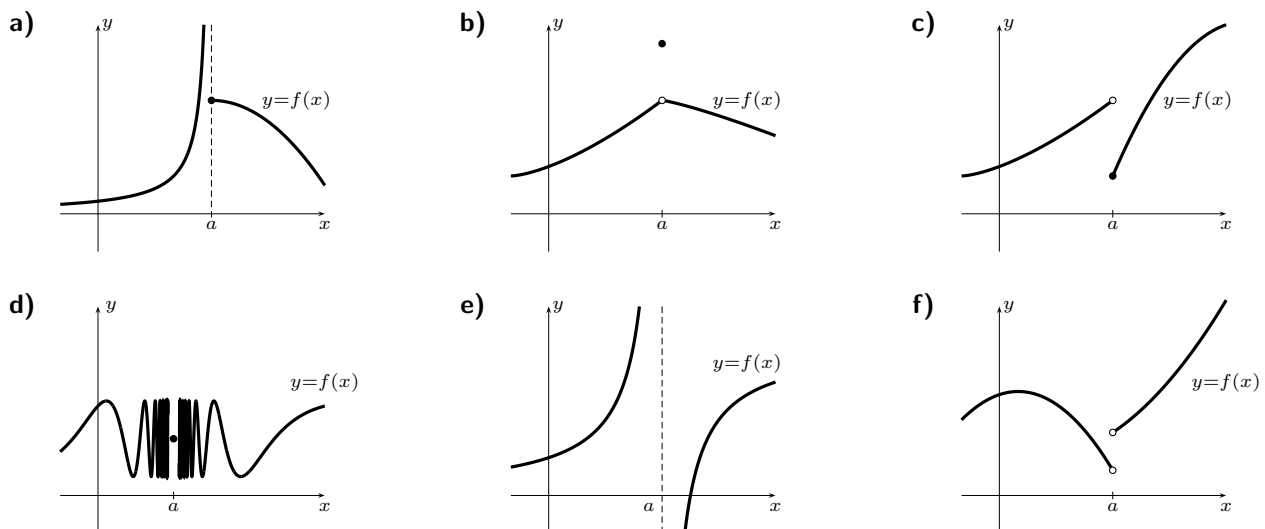 a)
y
y=f(x)
a
x
b)
y
y=f(x)
a
x
c)
y
y=f(x)
a
x
d)
y
y=f(x)
a
x
e)
y
y=f(x)
a
x
f)
y
y=f(x)
a
x